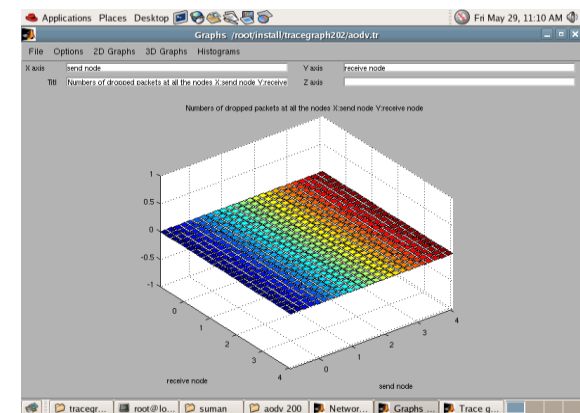 Applications Places Desktop Fri May 29, 11:10 AM
Graphs /root/install/tracegraph202/aodv.tr
File Options 2D Graphs 3D Graphs Histograms
X axis send node Y axis receive node
Titl Numbers of dropped packets at all the nodes X:send node Y:receive Z axis
Numbers of dropped packets at all the nodes X:send node Y:receive node
1
0.5
0
-0.5
-1
0
1
2
3
4
0
1
2
3
4
receive node
send node
tracegr... root@lo... suman aodv 200 Networ... Graphs ... Trace g...